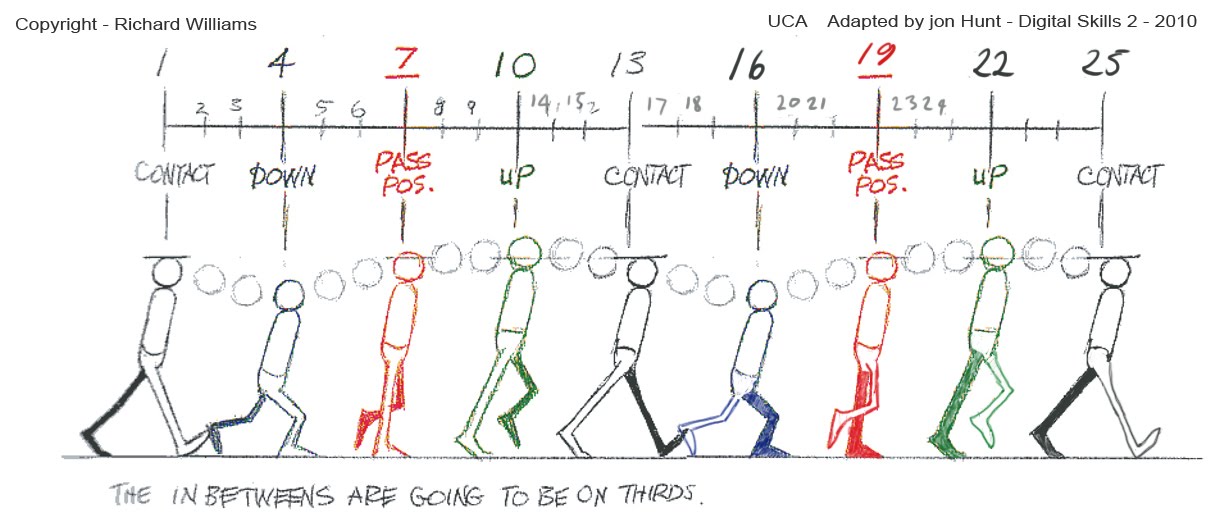 Copyright - Richard Williams
UCA Adapted by jon Hunt - Digital Skills 2 - 2010
1 4 7 10 13 16 19 22 25
2 3 5 6 8 9 14, 15 2 17 18 20 21 23 24
CONTACT DOWN PASS POS. UP CONTACT DOWN PASS POS. UP CONTACT
THE INBETWEENS ARE GOING TO BE ON THIRDS.